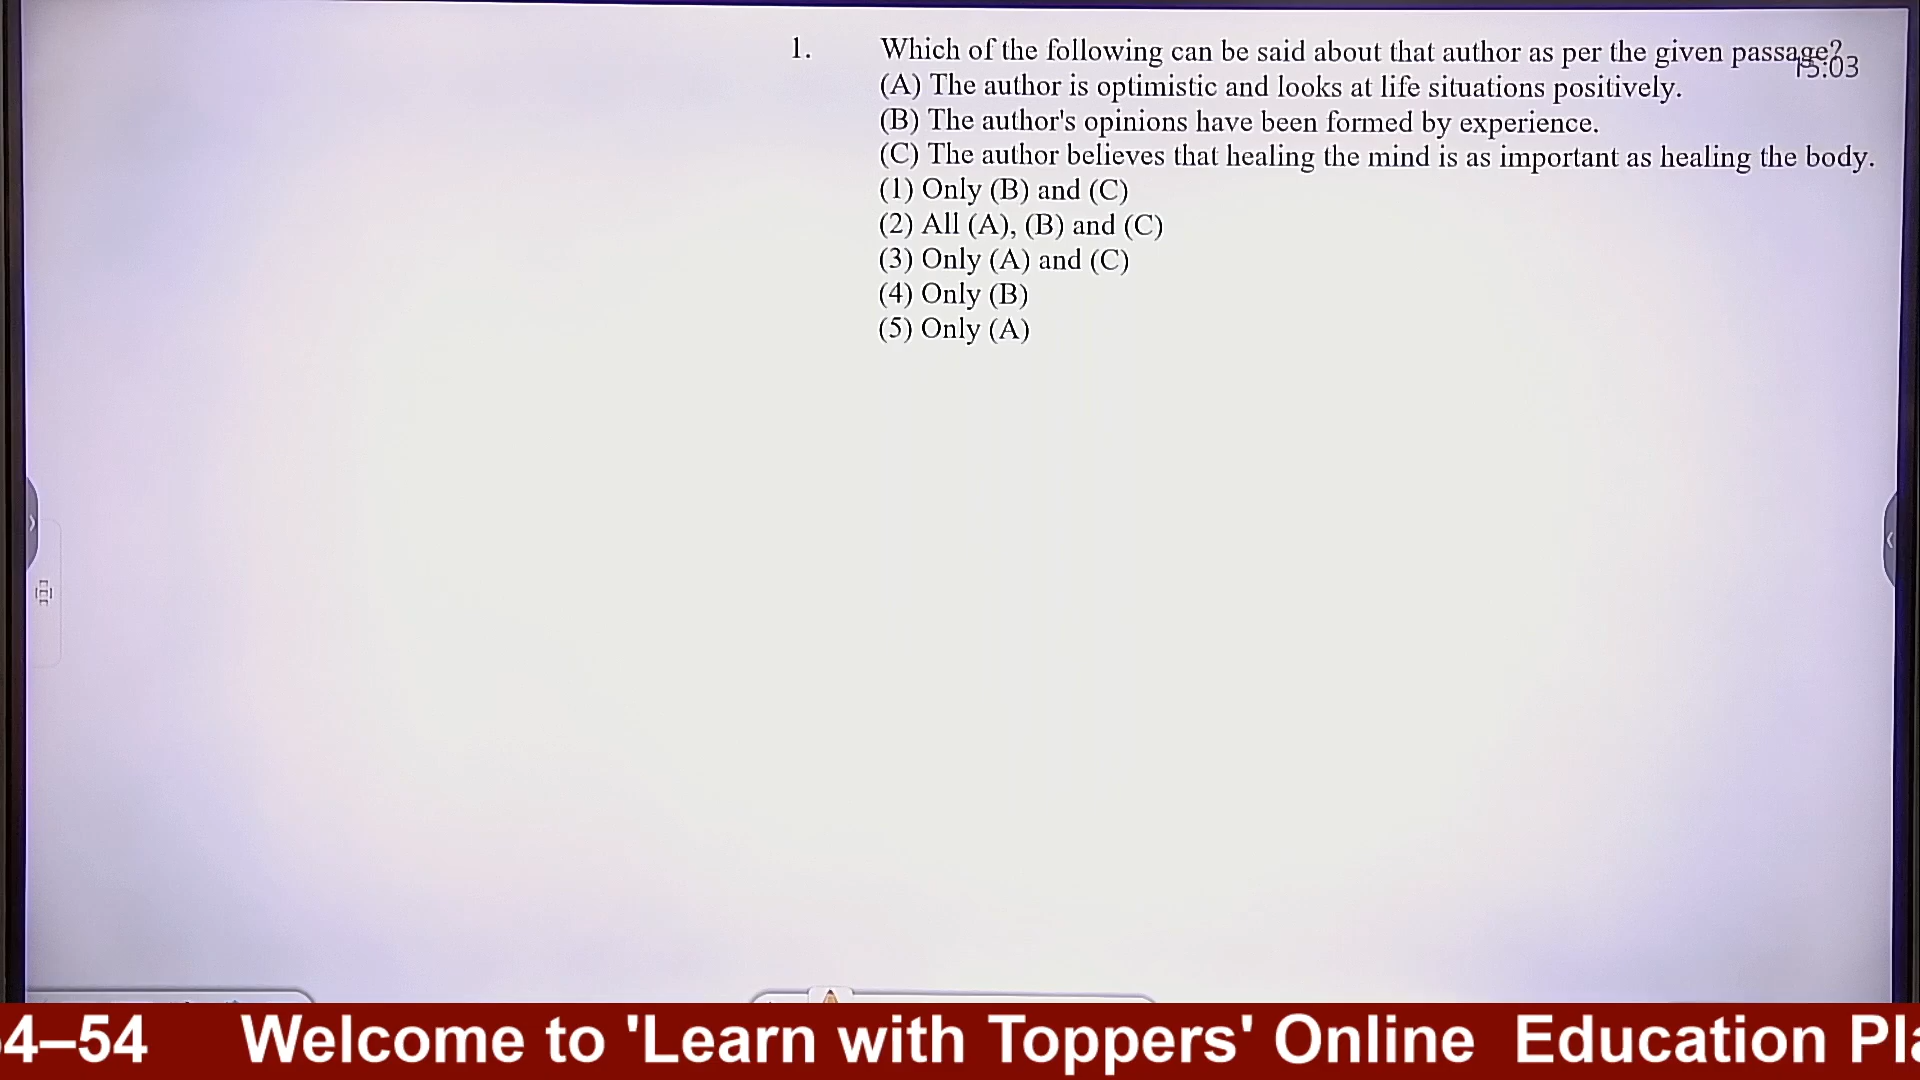 1. Which of the following can be said about that author as per the given passage?
15:03
(A) The author is optimistic and looks at life situations positively.
(B) The author's opinions have been formed by experience.
(C) The author believes that healing the mind is as important as healing the body.
(1) Only (B) and (C)
(2) All (A), (B) and (C)
(3) Only (A) and (C)
(4) Only (B)
(5) Only (A)
4–54 Welcome to 'Learn with Toppers' Online Education